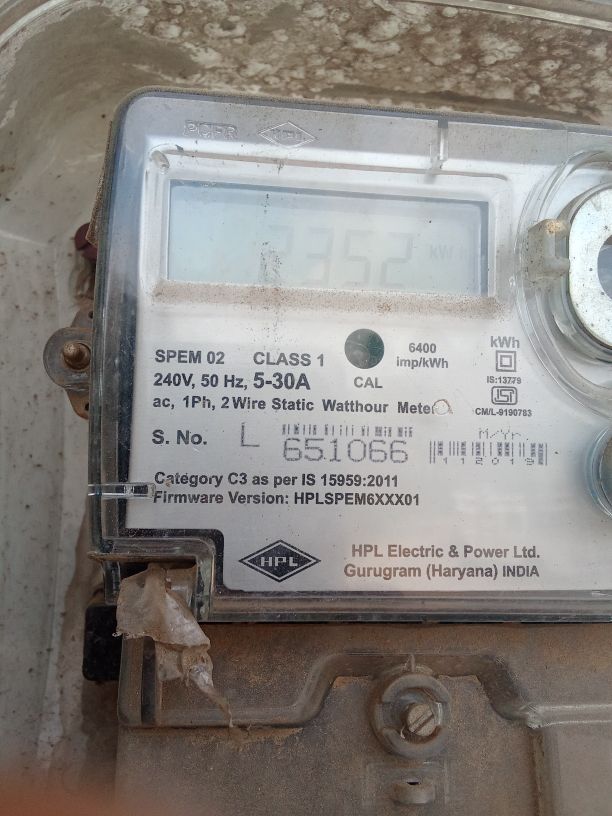 HPL
2352 kWh
SPEM 02 CLASS 1 6400 imp/kWh kWh
240V, 50 Hz, 5-30A CAL IS:13779
ac, 1Ph, 2 Wire Static Watthour Meter CM/L-9190783
S. No. L 651066 M/Yr.
Category C3 as per IS 15959:2011
Firmware Version: HPLSPEM6XXX01
HPL HPL Electric & Power Ltd.
Gurugram (Haryana) INDIA